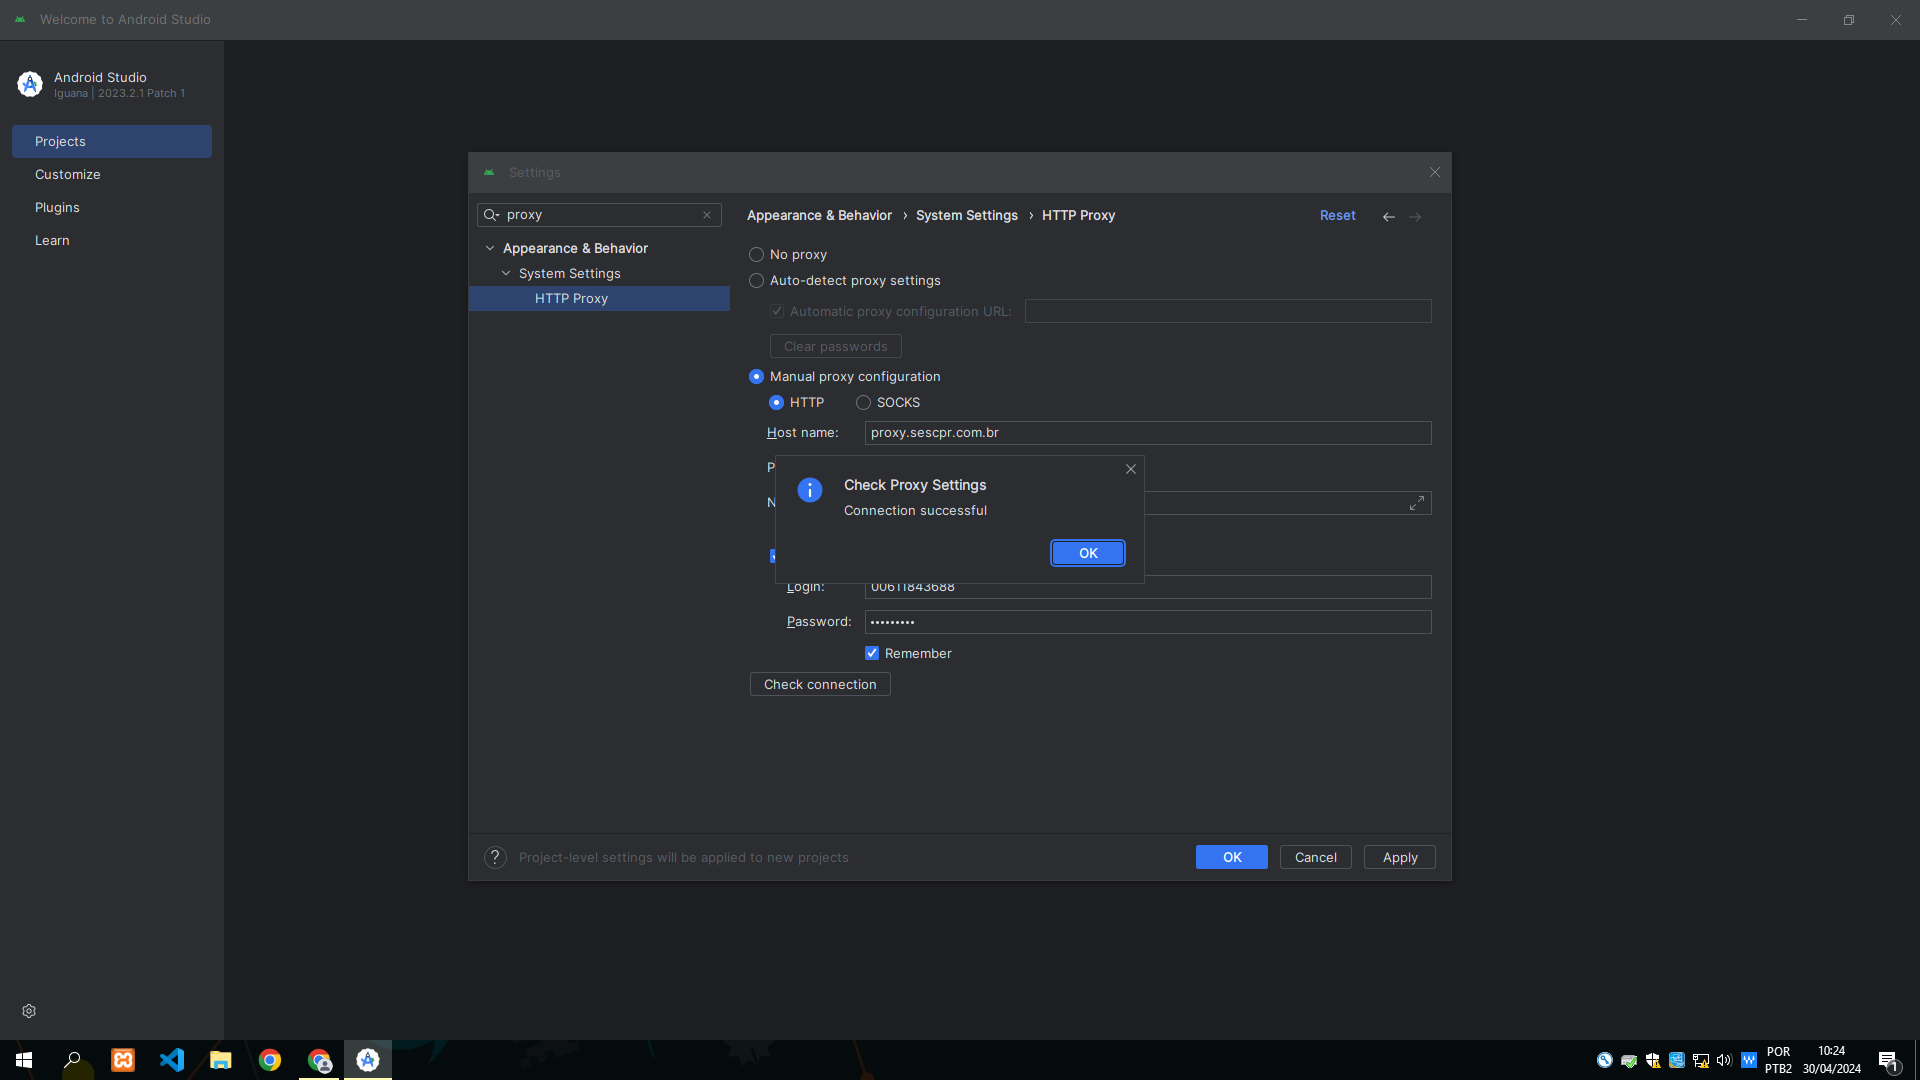 Welcome to Android Studio
Android Studio
Iguana | 2023.2.1 Patch 1
Projects
Customize
Plugins
Learn
Settings
proxy
Appearance & Behavior
System Settings
HTTP Proxy
Appearance & Behavior › System Settings › HTTP Proxy
Reset
No proxy
Auto-detect proxy settings
Automatic proxy configuration URL:
Clear passwords
Manual proxy configuration
HTTP
SOCKS
Host name:
proxy.sescpr.com.br
P
N
Check Proxy Settings
Connection successful
OK
Login:
00611843688
Password:
•••••••••
Remember
Check connection
? Project-level settings will be applied to new projects
OK
Cancel
Apply
POR
PTB2
10:24
30/04/2024
1